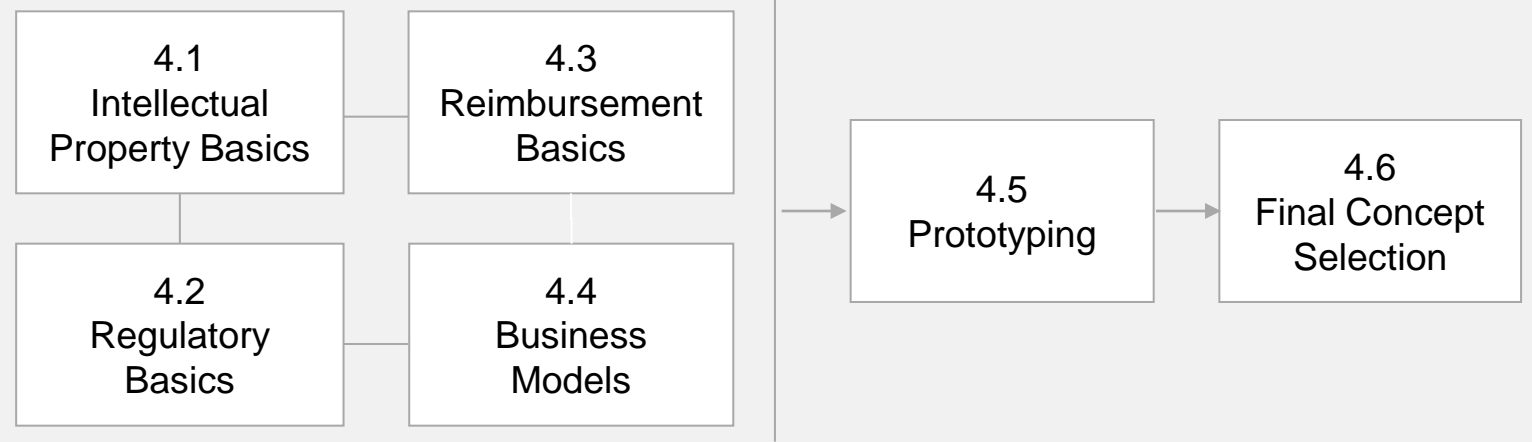 4.1
Intellectual
Property Basics
4.3
Reimbursement
Basics
4.2
Regulatory
Basics
4.4
Business
Models
4.5
Prototyping
4.6
Final Concept
Selection